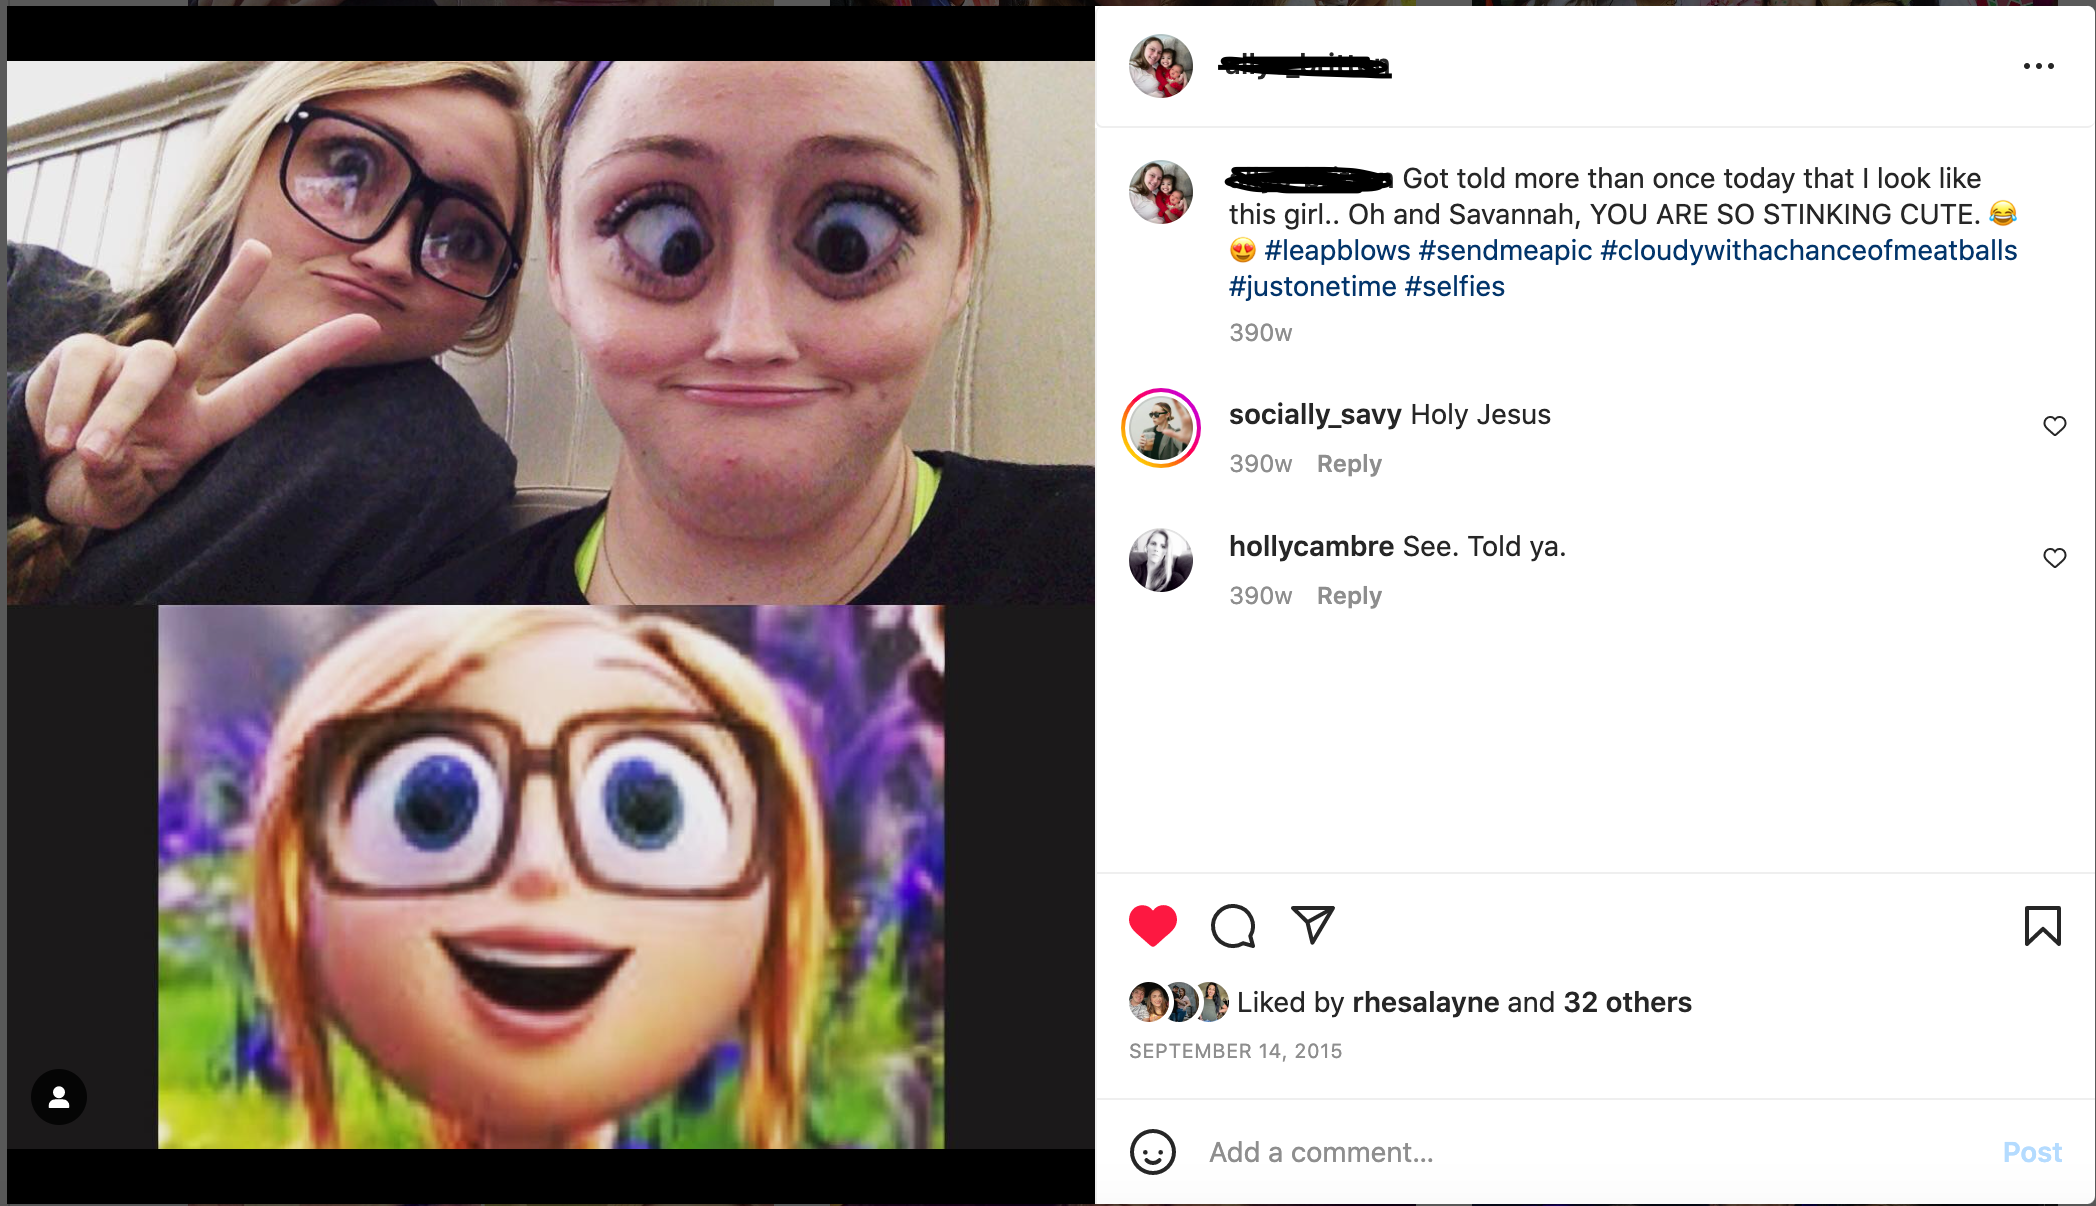 Got told more than once today that I look like
this girl.. Oh and Savannah, YOU ARE SO STINKING CUTE. 😂
😍 #leapblows #sendmeapic #cloudywithachanceofmeatballs
#justonetime #selfies
390w
socially_savy Holy Jesus
390w Reply
hollycambre See. Told ya.
390w Reply
Liked by rhesalayne and 32 others
SEPTEMBER 14, 2015
Add a comment...
Post